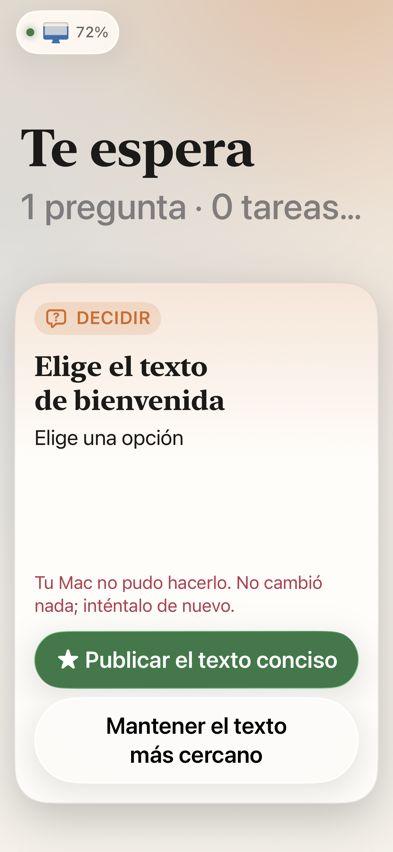 72%
Te espera
1 pregunta · 0 tareas...
DECIDIR
Elige el texto
de bienvenida
Elige una opción
Tu Mac no pudo hacerlo. No cambió
nada; inténtalo de nuevo.
Publicar el texto conciso
Mantener el texto
más cercano